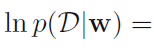 ln p(𝒟|𝐰) =